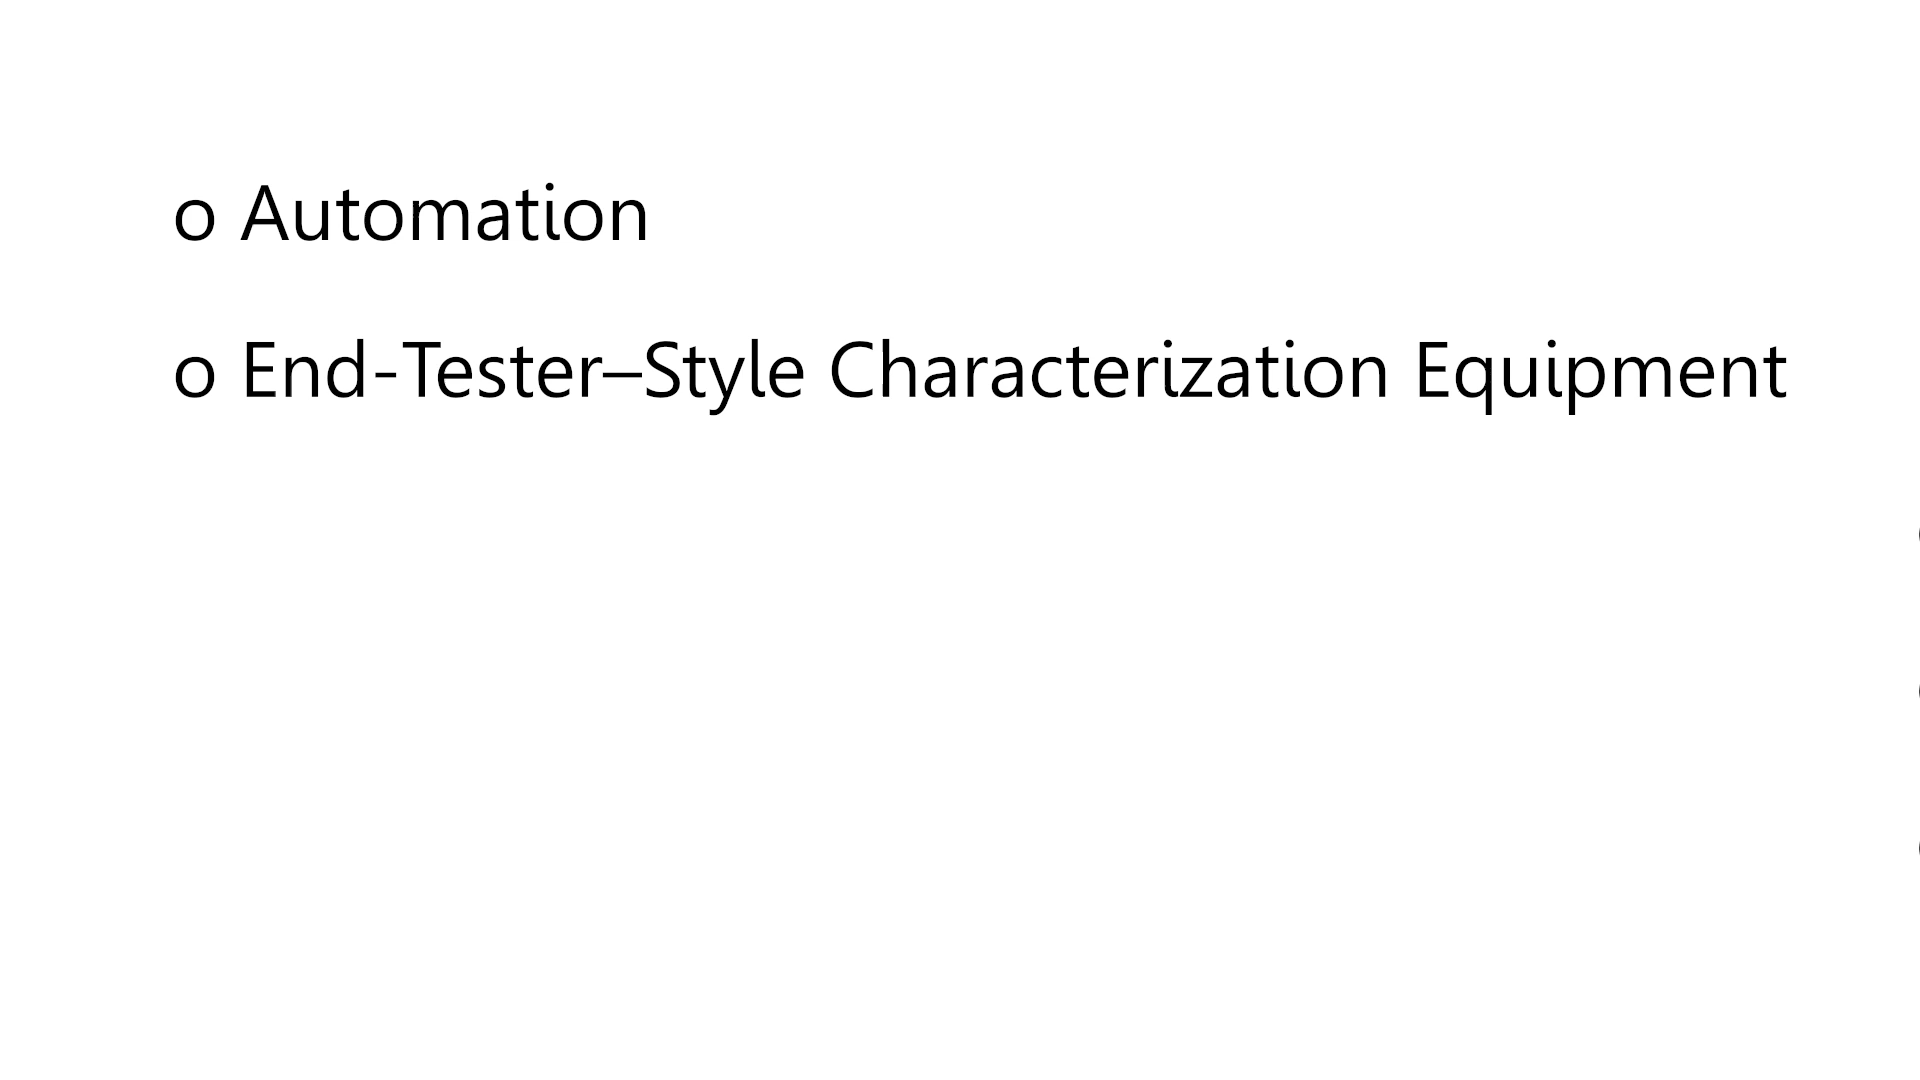 o Automation
o End-Tester–Style Characterization Equipment